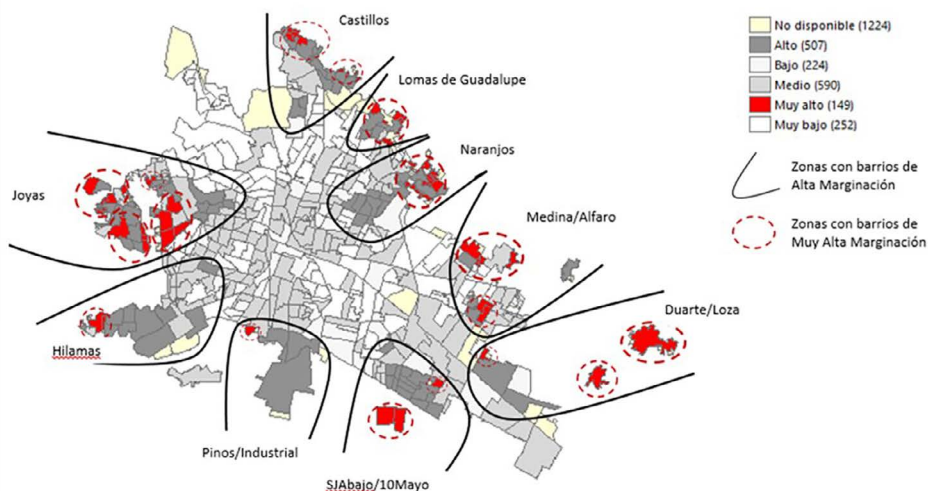 Castillos
Lomas de Guadalupe
Naranjos
Joyas
Medina/Alfaro
Duarte/Loza
Hilamas
Pinos/Industrial
SJAbajo/10Mayo
No disponible (1224)
Alto (507)
Bajo (224)
Medio (590)
Muy alto (149)
Muy bajo (252)
Zonas con barrios de
Alta Marginación
Zonas con barrios de
Muy Alta Marginación